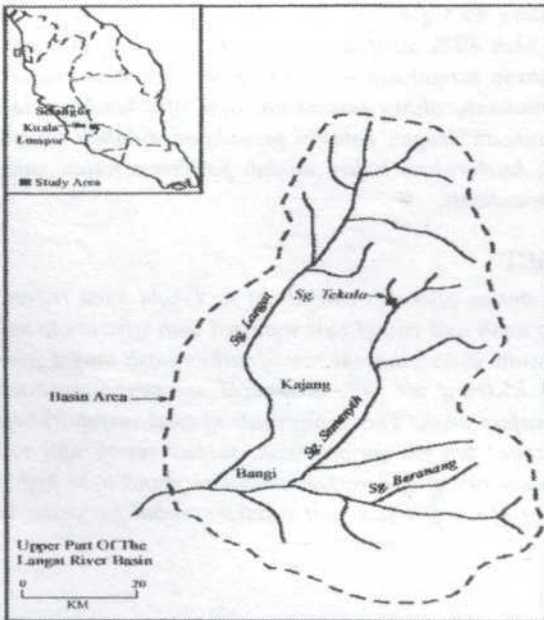 Selangor
Kuala
Lumpur
Study Area
Sg. Tekala
Sg. Langat
Kajang
Basin Area
Sg. Semenyih
Bangi
Sg. Beranang
Upper Part Of The
Langat River Basin
0 20
KM